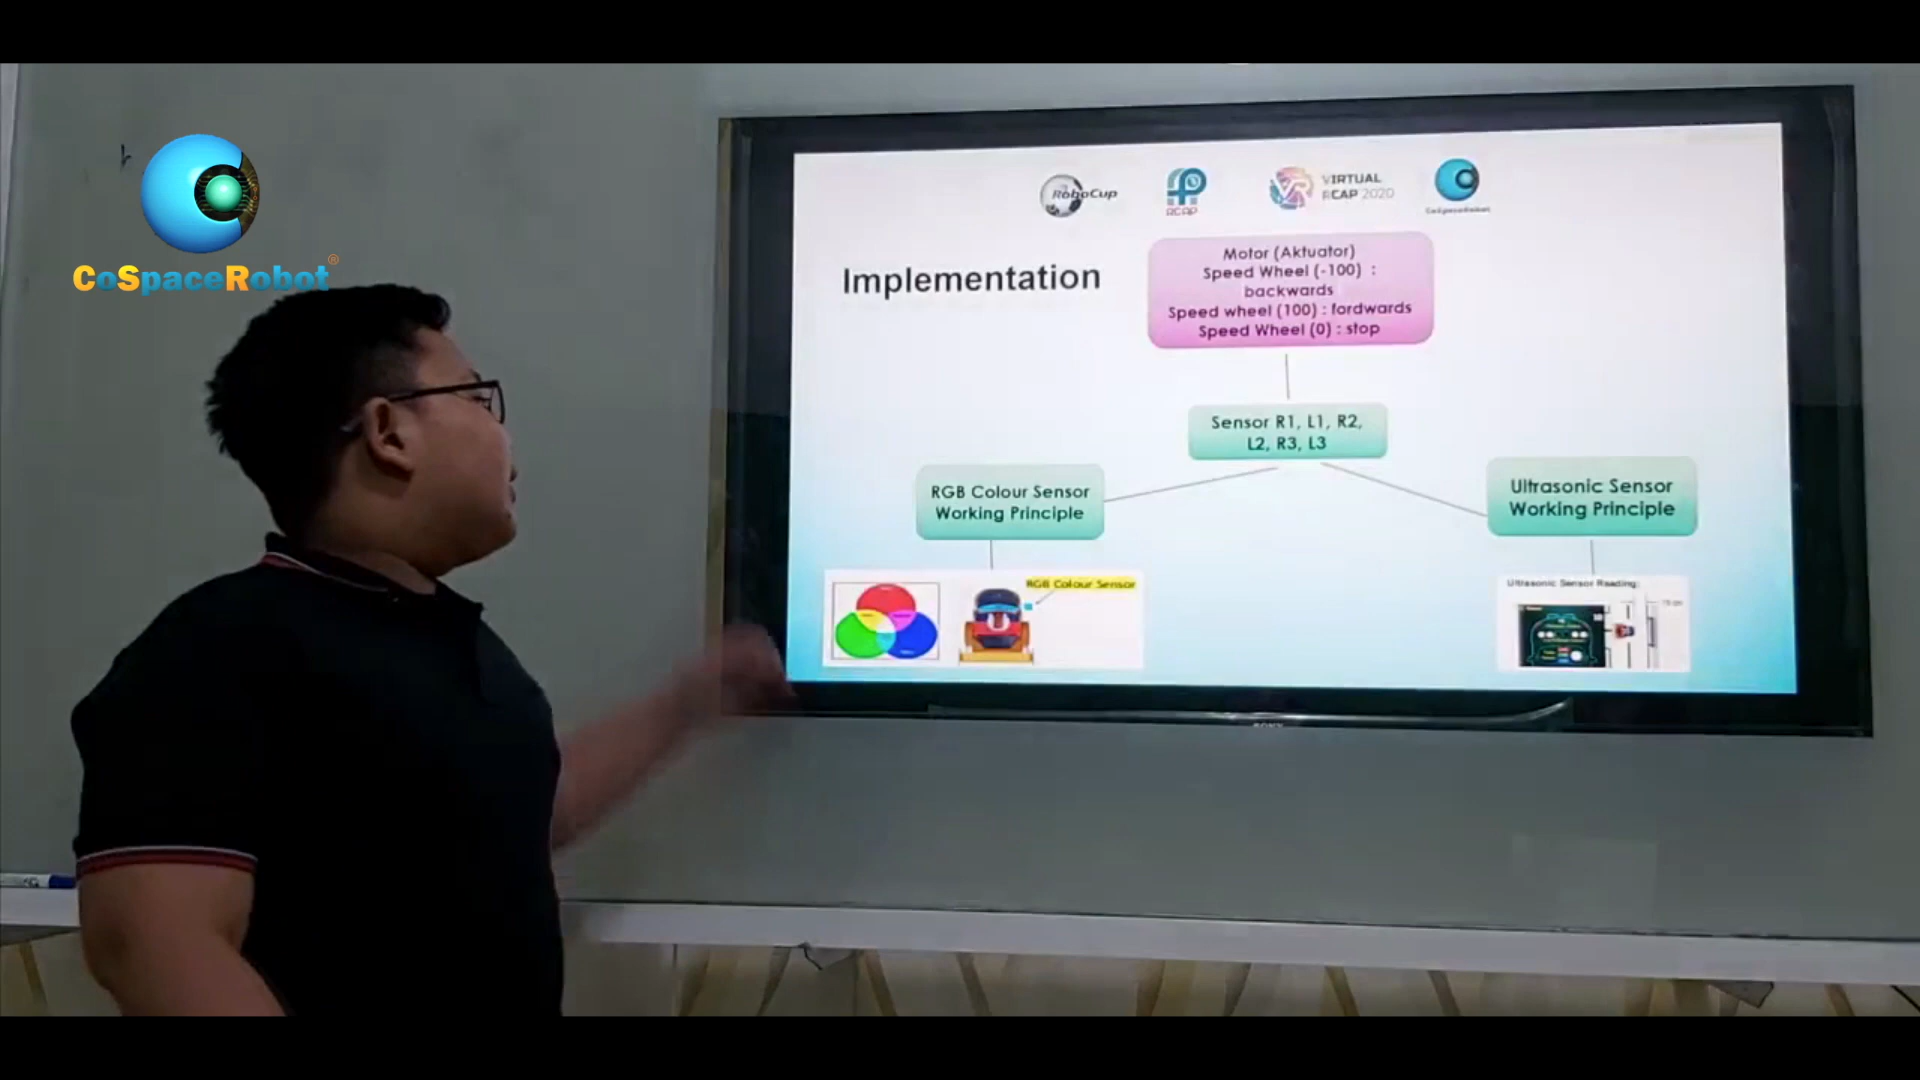 CoSpaceRobot®
RoboCup
RCAP
VIRTUAL
RCAP 2020
CoSpaceRobot
Implementation
Motor (Aktuator)
Speed Wheel (-100) :
backwards
Speed wheel (100) : fordwards
Speed Wheel (0) : stop
Sensor R1, L1, R2,
L2, R3, L3
RGB Colour Sensor
Working Principle
Ultrasonic Sensor
Working Principle
RGB Colour Sensor
Ultrasonic Sensor Reading:
SONY